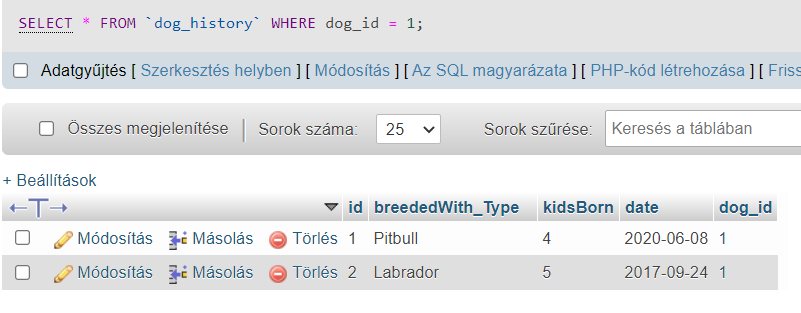 SELECT * FROM `dog_history` WHERE dog_id = 1;
Adatgyűjtés [ Szerkesztés helyben ] [ Módosítás ] [ Az SQL magyarázata ] [ PHP-kód létrehozása ] [ Friss
Összes megjelenítése Sorok száma: 25 Sorok szűrése: Keresés a táblában
+ Beállítások
←T→ id breededWith_Type kidsBorn date dog_id
Módosítás Másolás Törlés 1 Pitbull 4 2020-06-08 1
Módosítás Másolás Törlés 2 Labrador 5 2017-09-24 1